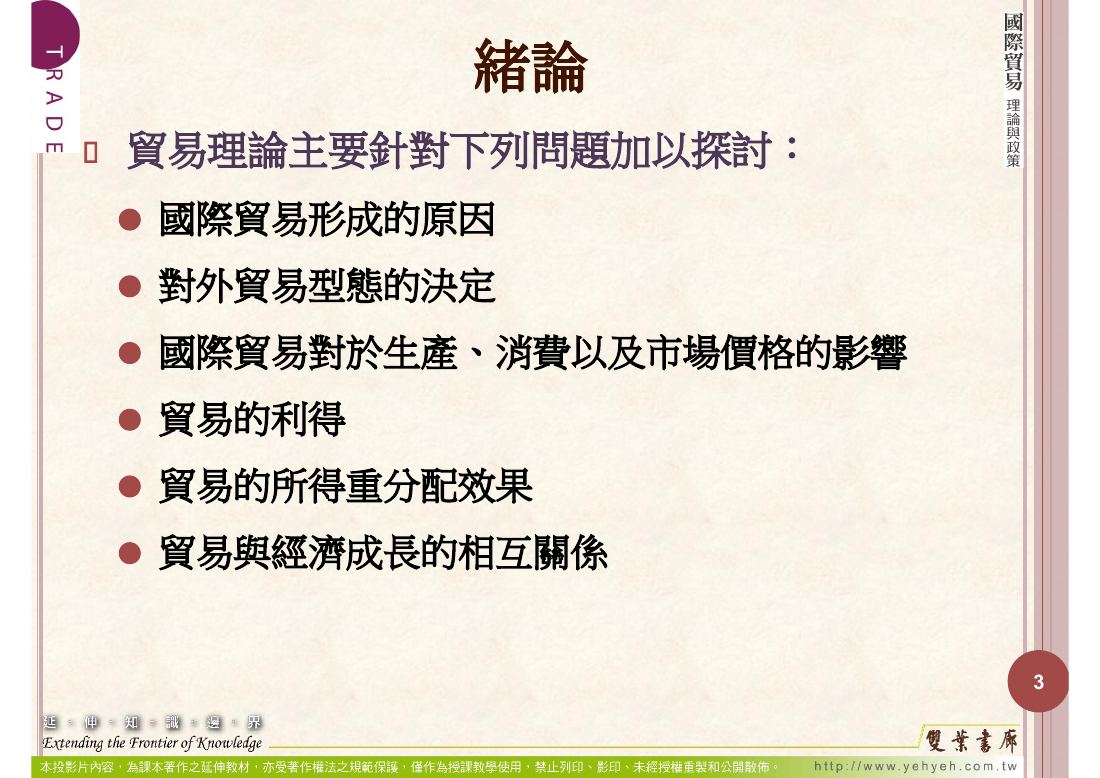 TRADE
國際貿易 理論與政策
緒論
貿易理論主要針對下列問題加以探討：
國際貿易形成的原因
對外貿易型態的決定
國際貿易對於生產、消費以及市場價格的影響
貿易的利得
貿易的所得重分配效果
貿易與經濟成長的相互關係
3
延。伸。知。識。邊。界
Extending the Frontier of Knowledge
雙葉書廊
本投影片內容，為課本著作之延伸教材，亦受著作權法之規範保護，僅作為授課教學使用，禁止列印、影印、未經授權重製和公開散佈。
http://www.yehyeh.com.tw